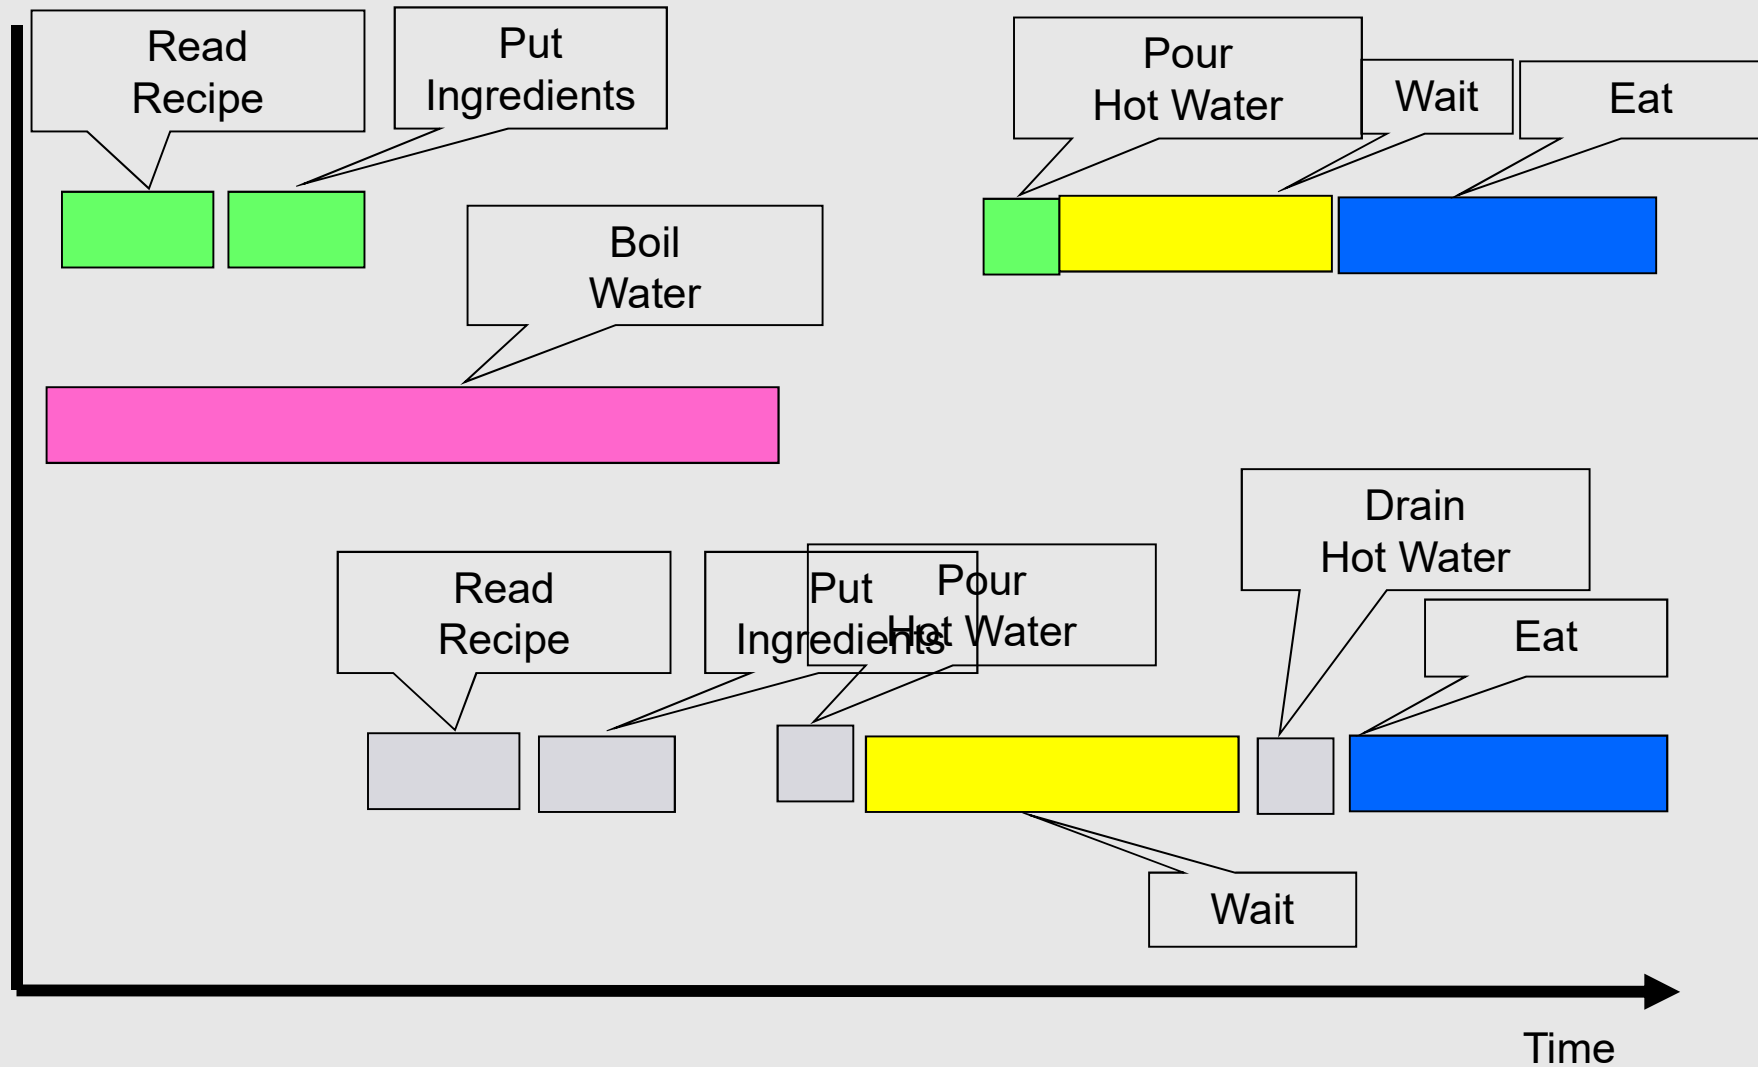 Read
Recipe
Put
Ingredients
Pour
Hot Water
Wait
Eat
Boil
Water
Drain
Hot Water
Read
Recipe
Put
Ingredients
Pour
Hot Water
Eat
Wait
Time